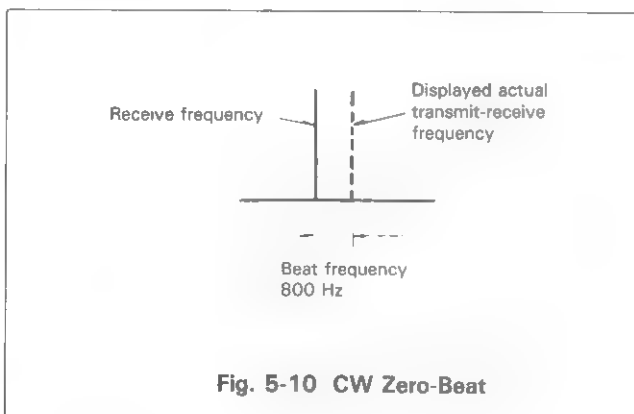 Receive frequency
Displayed actual
transmit-receive
frequency
Beat frequency
800 Hz
Fig. 5-10 CW Zero-Beat